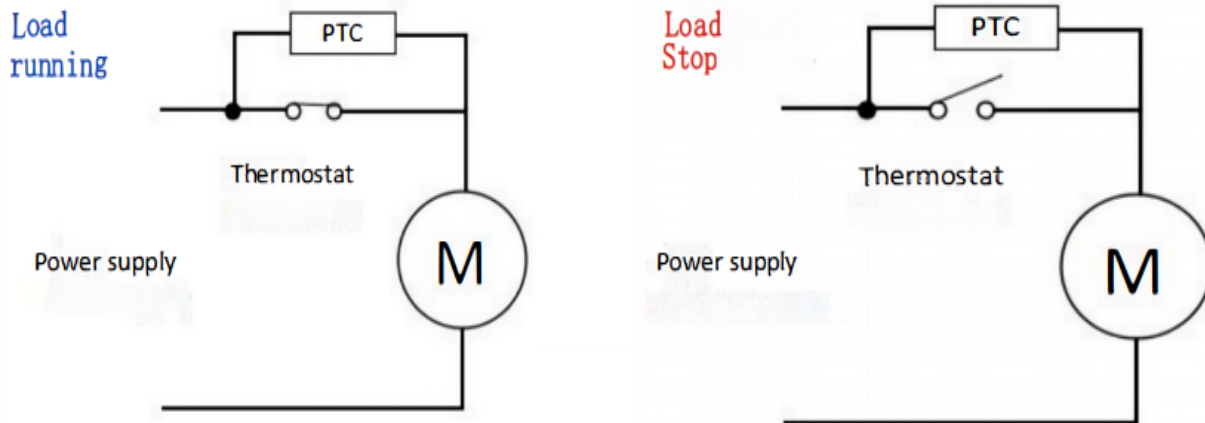 Load
running
PTC
Thermostat
Power supply
M
Load
Stop
PTC
Thermostat
Power supply
M